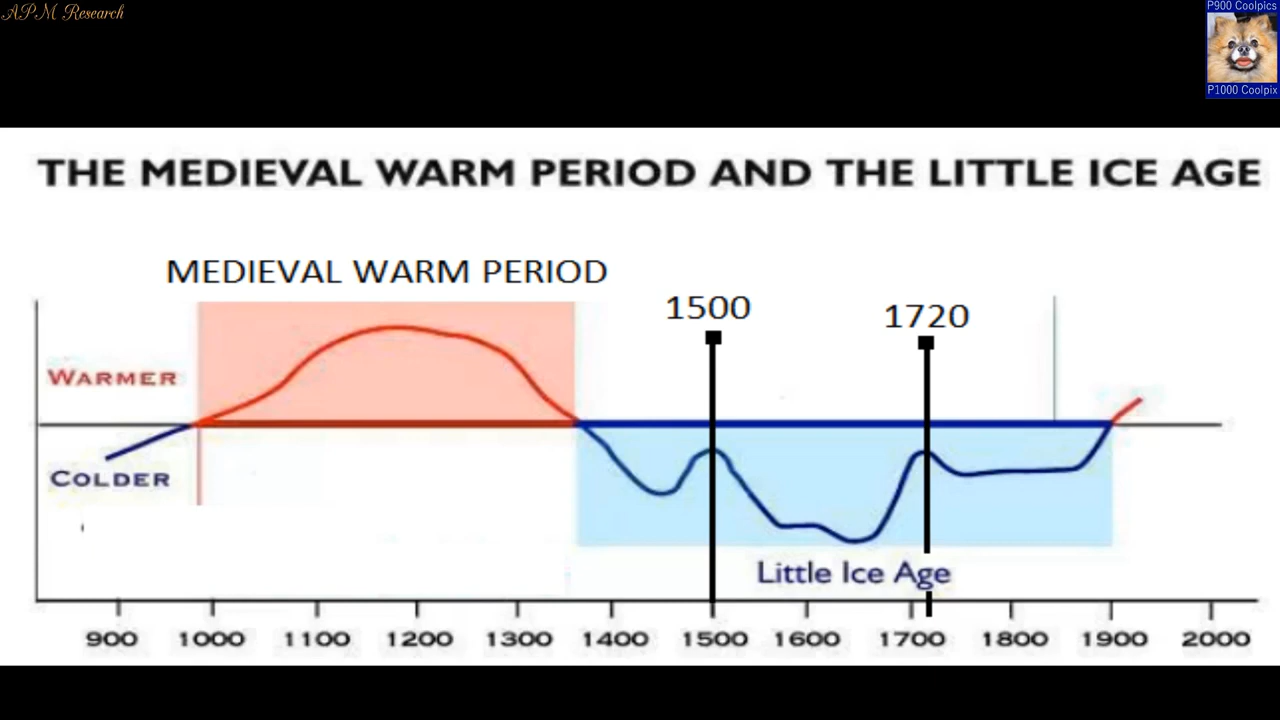 APM Research
P900 Coolpics
P1000 Coolpix
THE MEDIEVAL WARM PERIOD AND THE LITTLE ICE AGE
MEDIEVAL WARM PERIOD
1500
1720
WARMER
COLDER
Little Ice Age
900 1000 1100 1200 1300 1400 1500 1600 1700 1800 1900 2000